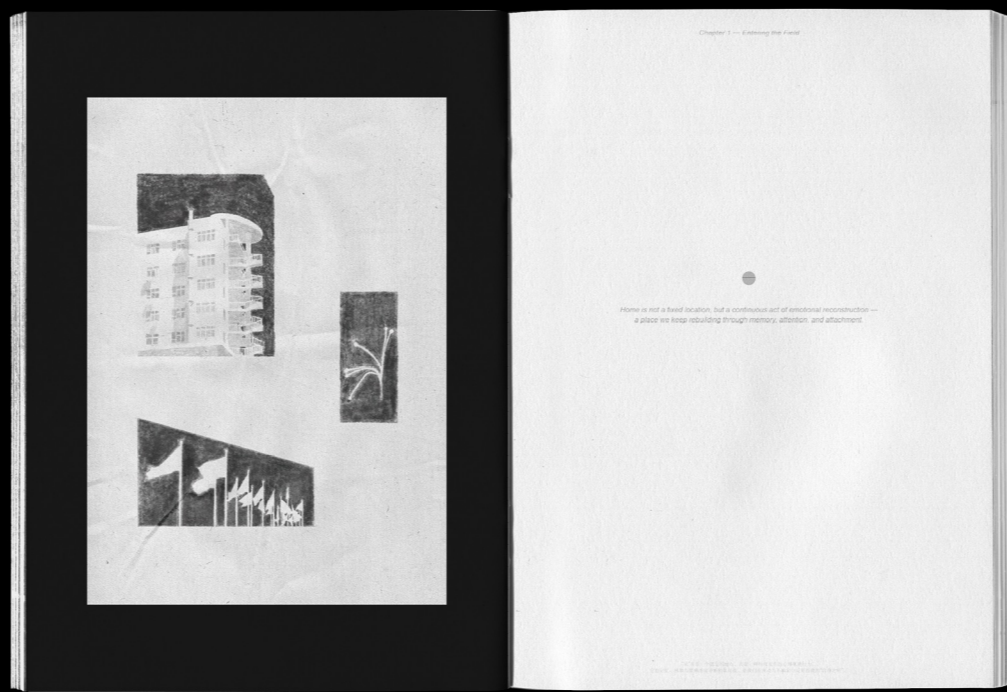 Chapter 1 — Entering the Field
Home is not a fixed location, but a continuous act of emotional reconstruction —
a place we keep rebuilding through memory, attention, and attachment